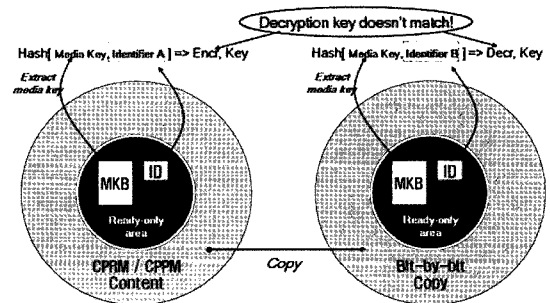 Decryption key doesn't match!
Hash[ Media Key, Identifier A ] => Encr, Key
Hash[ Media Key, Identifier B ] => Decr, Key
Extract
media key
Extract
media key
MKB
ID
Ready-only
area
MKB
ID
Ready-only
area
CPRM / CPPM
Content
Copy
Bit-by-bit
Copy